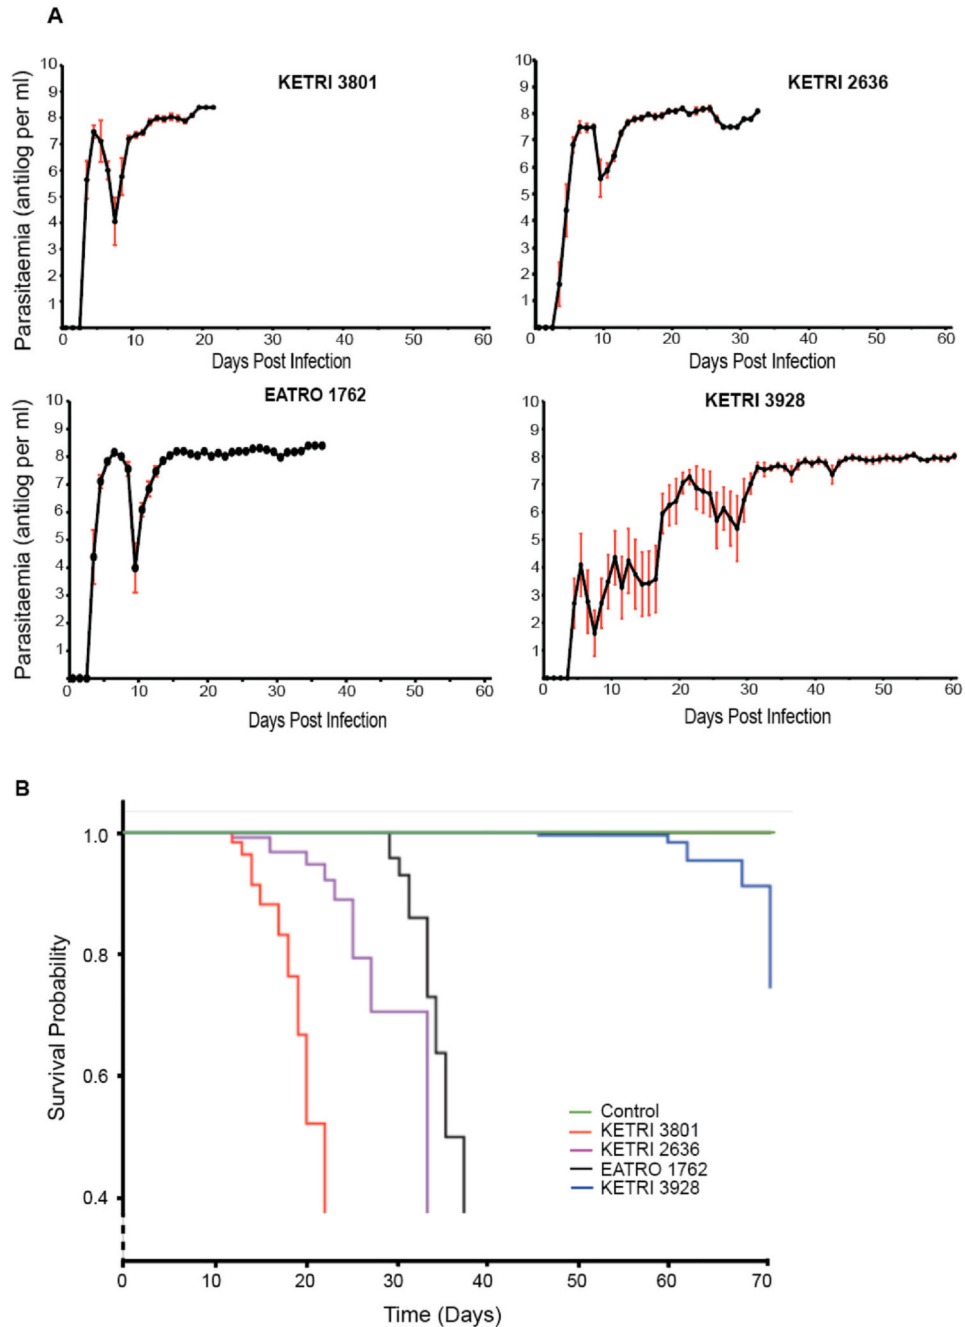 A
KETRI 3801
Parasitaemia (antilog per ml)
10
9
8
7
6
5
4
3
2
1
0 10 20 30 40 50 60
Days Post Infection
KETRI 2636
10
9
8
7
6
5
4
3
2
1
0 10 20 30 40 50 60
Days Post Infection
EATRO 1762
Parasitaemia (antilog per ml)
10
9
8
7
6
5
4
3
2
1
0 10 20 30 40 50 60
Days Post Infection
KETRI 3928
10
9
8
7
6
5
4
3
2
1
0 10 20 30 40 50 60
Days Post Infection
B
Survival Probability
1.0
0.8
0.6
0.4
Control
KETRI 3801
KETRI 2636
EATRO 1762
KETRI 3928
0 10 20 30 40 50 60 70
Time (Days)